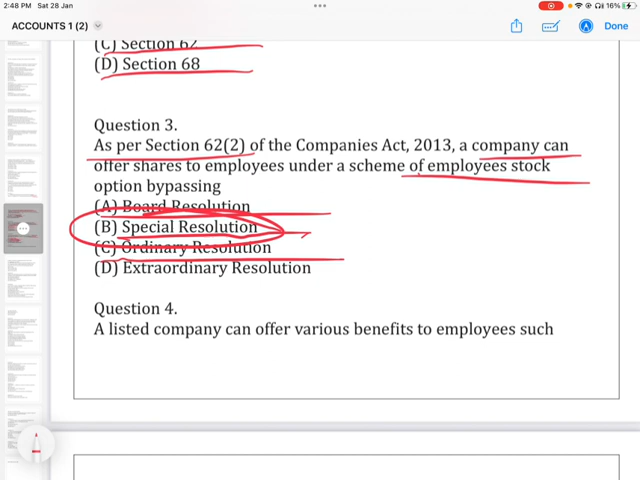 2:48 PM Sat 28 Jan
16%
ACCOUNTS 1 (2)
Done
(C) Section 62
(D) Section 68
Question 3.
As per Section 62(2) of the Companies Act, 2013, a company can
offer shares to employees under a scheme of employees stock
option bypassing
(A) Board Resolution
(B) Special Resolution
(C) Ordinary Resolution
(D) Extraordinary Resolution
Question 4.
A listed company can offer various benefits to employees such